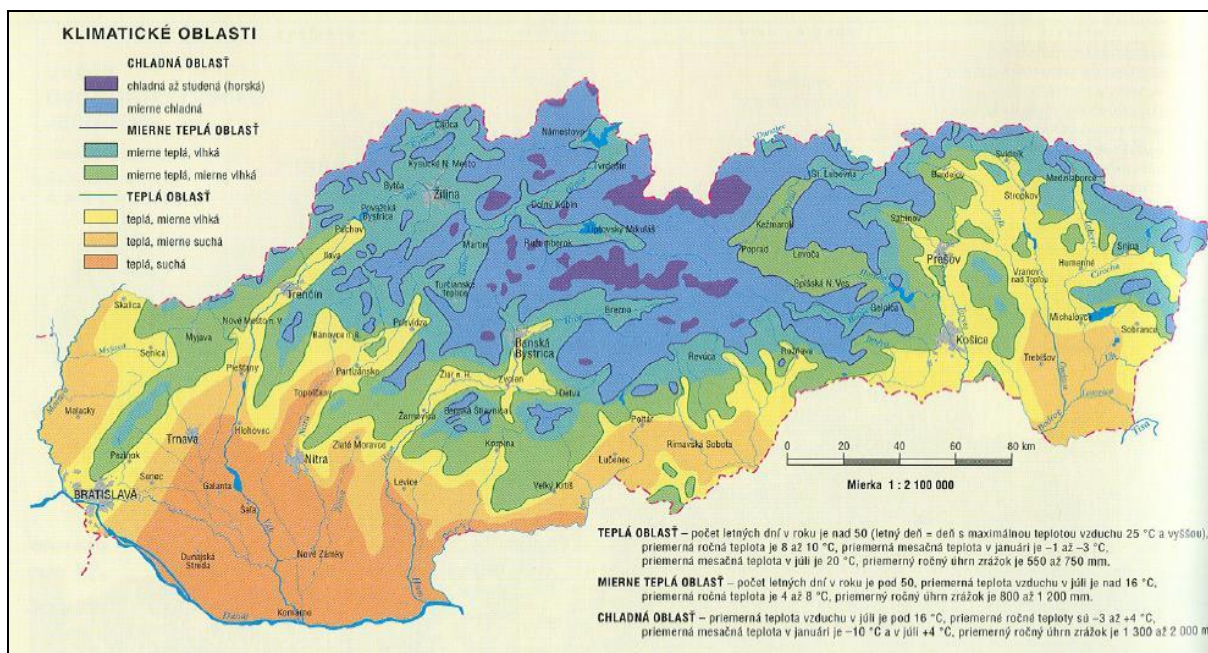 KLIMATICKÉ OBLASTI
CHLADNÁ OBLASŤ
chladná až studená (horská)
mierne chladná
MIERNE TEPLÁ OBLASŤ
mierne teplá, vlhká
mierne teplá, mierne vlhká
TEPLÁ OBLASŤ
teplá, mierne vlhká
teplá, mierne suchá
teplá, suchá
Čadca
Námestovo
Kysucké N. Mesto
Tvrdošín
Bytča
Žilina
Dolný Kubín
Považská
Bystrica
Púchov
Martin
Ružomberok
Liptovský Mikuláš
Ilava
Trenčín
Turčianske
Teplice
Dunajec
St. Ľubovňa
Kežmarok
Poprad
Levoča
Spišská N. Ves
Gelnica
Svidník
Bardejov
Stropkov
Medzilaborce
Sabinov
Prešov
Snina
Humenné
Vranov
nad Topľou
Michalovce
Sobrance
Košice
Trebišov
Skalica
Nové Mesto n. V
Bánovce n. B.
Prievidza
Myjava
Senica
Piešťany
Partizánske
Topoľčany
Banská
Bystrica
Brezno
Žiar n. H.
Zvolen
Detva
Revúca
Rožňava
Malacky
Žarnovica
Banská Štiavnica
Trnava
Hlohovec
Zlaté Moravce
Krupina
Poltár
Rimavská Sobota
Nitra
Pezinok
Senec
Lučenec
BRATISLAVA
Galanta
Levice
Veľký Krtíš
Šaľa
Dunajská
Streda
Nové Zámky
Komárno
Dunaj
Váh
Hron
Nitra
Morava
Myjava
Tisa
Bodrog
Latorica
0 20 40 60 80 km
Mierka 1 : 2 100 000
TEPLÁ OBLASŤ – počet letných dní v roku je nad 50 (letný deň = deň s maximálnou teplotou vzduchu 25 °C a vyššou),
priemerná ročná teplota je 8 až 10 °C, priemerná mesačná teplota v januári je –1 až –3 °C,
priemerná mesačná teplota v júli je 20 °C, priemerný ročný úhrn zrážok je 550 až 750 mm.
MIERNE TEPLÁ OBLASŤ – počet letných dní v roku je pod 50, priemerná teplota vzduchu v júli je nad 16 °C,
priemerná ročná teplota je 4 až 8 °C, priemerný ročný úhrn zrážok je 800 až 1 200 mm.
CHLADNÁ OBLASŤ – priemerná teplota vzduchu v júli je pod 16 °C, priemerné ročné teploty sú –3 až +4 °C,
priemerná mesačná teplota v januári je –10 °C a v júli +4 °C, priemerný ročný úhrn zrážok je 1 300 až 2 000 m